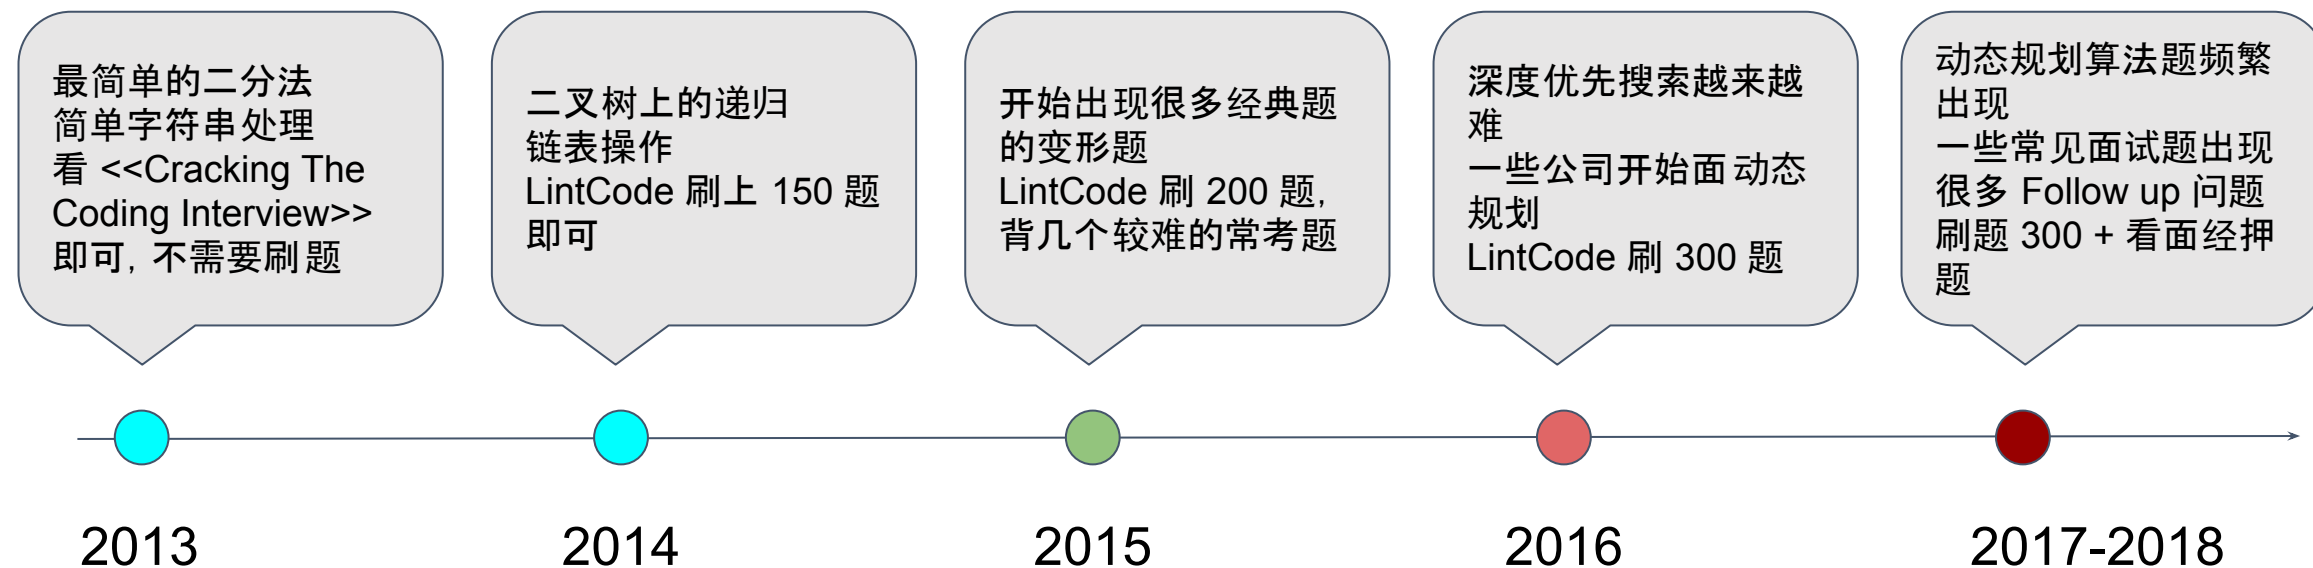 最简单的二分法
简单字符串处理
看 <<Cracking The
Coding Interview>>
即可, 不需要刷题
二叉树上的递归
链表操作
LintCode 刷上 150 题
即可
开始出现很多经典题
的变形题
LintCode 刷 200 题,
背几个较难的常考题
深度优先搜索越来越
难
一些公司开始面动态
规划
LintCode 刷 300 题
动态规划算法题频繁
出现
一些常见面试题出现
很多 Follow up 问题
刷题 300 + 看面经押
题
2013
2014
2015
2016
2017-2018